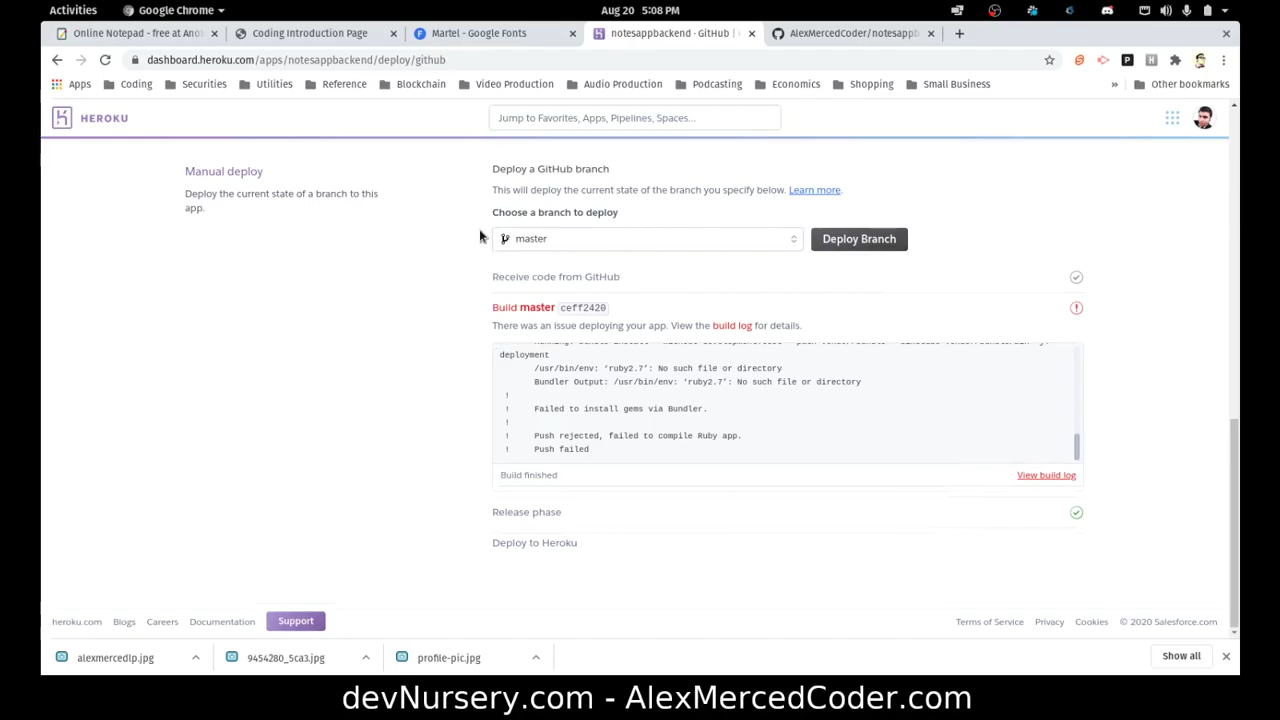 Activities
Google Chrome
Aug 20 5:08 PM
Online Notepad - free at Ano
Coding Introduction Page
Martel - Google Fonts
notesappbackend · GitHub |
AlexMercedCoder/notesappb
dashboard.heroku.com/apps/notesappbackend/deploy/github
Apps
Coding
Securities
Utilities
Reference
Blockchain
Video Production
Audio Production
Podcasting
Economics
Shopping
Small Business
»
Other bookmarks
HEROKU
Jump to Favorites, Apps, Pipelines, Spaces...
Manual deploy
Deploy the current state of a branch to this
app.
Deploy a GitHub branch
This will deploy the current state of the branch you specify below. Learn more.
Choose a branch to deploy
master
Deploy Branch
Receive code from GitHub
Build master ceff2420
There was an issue deploying your app. View the build log for details.
deployment
/usr/bin/env: ‘ruby2.7’: No such file or directory
Bundler Output: /usr/bin/env: ‘ruby2.7’: No such file or directory
!
! Failed to install gems via Bundler.
!
! Push rejected, failed to compile Ruby app.
! Push failed
Build finished
View build log
Release phase
Deploy to Heroku
heroku.com
Blogs
Careers
Documentation
Support
Terms of Service
Privacy
Cookies
© 2020 Salesforce.com
alexmercedlp.jpg
9454280_5ca3.jpg
profile-pic.jpg
Show all
devNursery.com - AlexMercedCoder.com